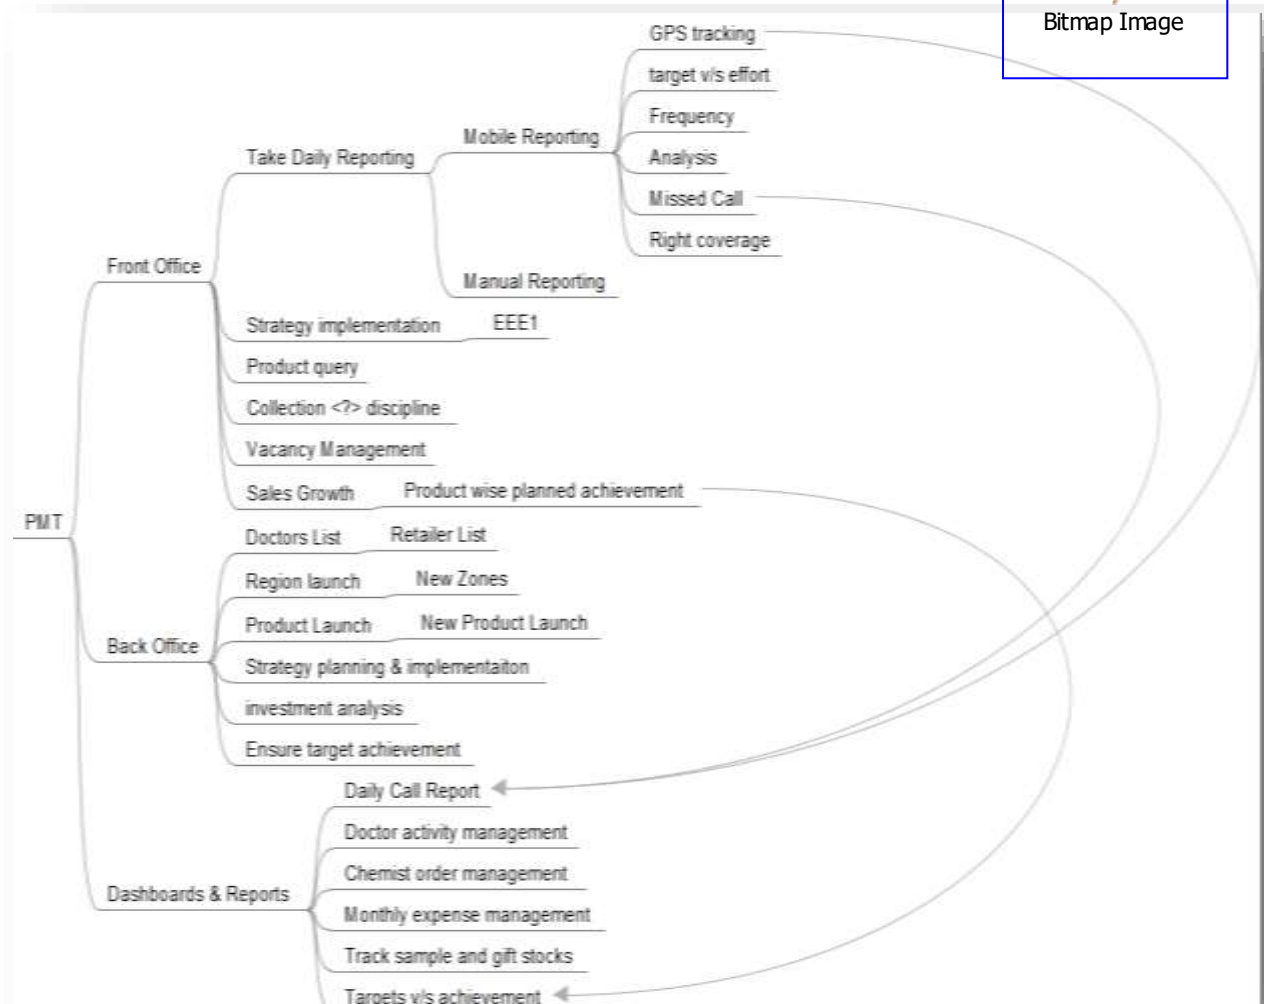 Bitmap Image
GPS tracking
target v/s effort
Frequency
Mobile Reporting
Take Daily Reporting
Analysis
Missed Call
Right coverage
Front Office
Manual Reporting
Strategy implementation
EEE1
Product query
Collection <?> discipline
Vacancy Management
Sales Growth
Product wise planned achievement
PMT
Doctors List
Retailer List
Region launch
New Zones
Product Launch
New Product Launch
Back Office
Strategy planning & implementaiton
investment analysis
Ensure target achievement
Daily Call Report
Doctor activity management
Chemist order management
Dashboards & Reports
Monthly expense management
Track sample and gift stocks
Targets v/s achievement